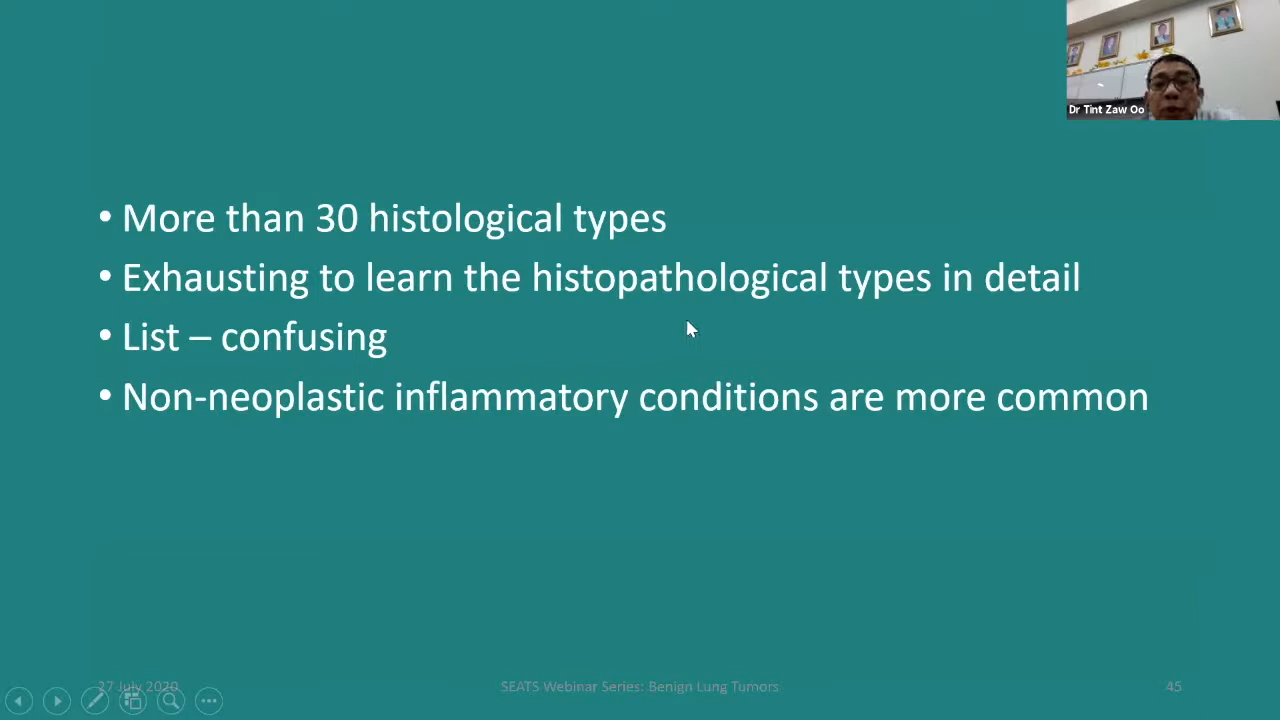 Dr Tint Zaw Oo
• More than 30 histological types
• Exhausting to learn the histopathological types in detail
• List – confusing
• Non-neoplastic inflammatory conditions are more common
27 July 2020
SEATS Webinar Series: Benign Lung Tumors
45